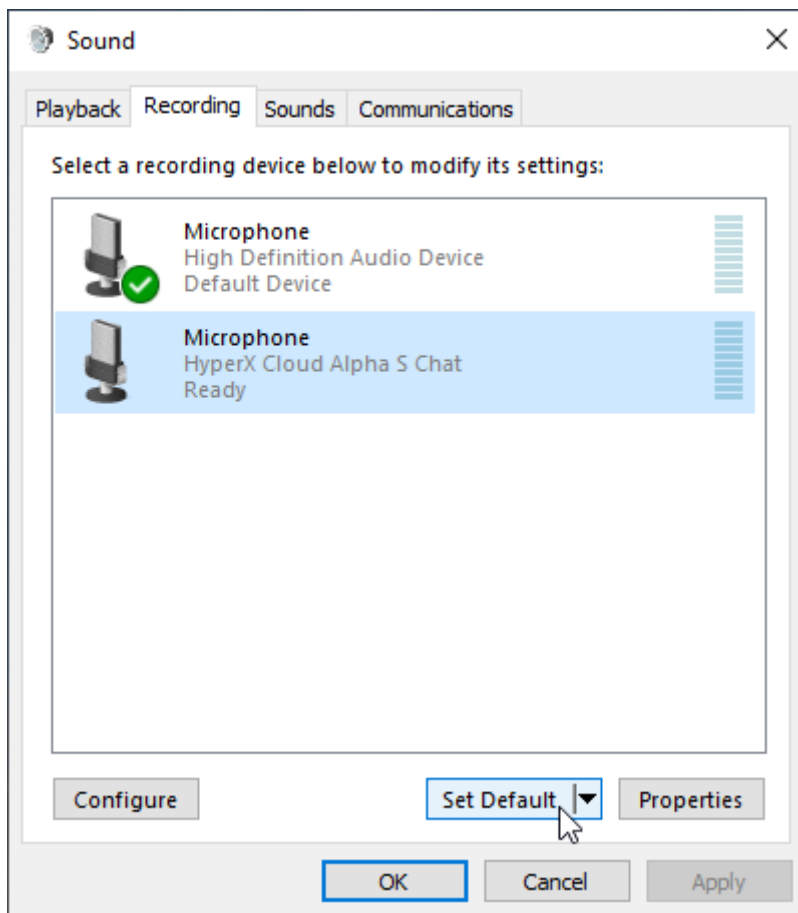 Sound
Playback Recording Sounds Communications
Select a recording device below to modify its settings:
Microphone
High Definition Audio Device
Default Device
Microphone
HyperX Cloud Alpha S Chat
Ready
Configure Set Default Properties
OK Cancel Apply